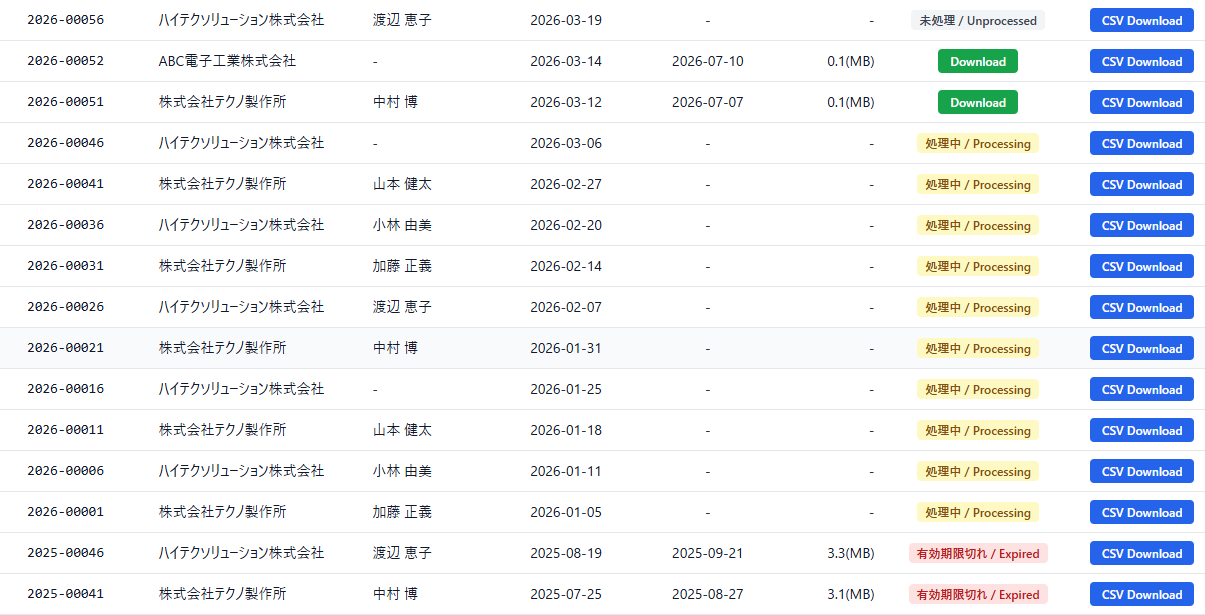 2026-00056 ハイテクソリューション株式会社 渡辺 恵子 2026-03-19 - - 未処理 / Unprocessed CSV Download
2026-00052 ABC電子工業株式会社 - 2026-03-14 2026-07-10 0.1(MB) Download CSV Download
2026-00051 株式会社テクノ製作所 中村 博 2026-03-12 2026-07-07 0.1(MB) Download CSV Download
2026-00046 ハイテクソリューション株式会社 - 2026-03-06 - - 処理中 / Processing CSV Download
2026-00041 株式会社テクノ製作所 山本 健太 2026-02-27 - - 処理中 / Processing CSV Download
2026-00036 ハイテクソリューション株式会社 小林 由美 2026-02-20 - - 処理中 / Processing CSV Download
2026-00031 株式会社テクノ製作所 加藤 正義 2026-02-14 - - 処理中 / Processing CSV Download
2026-00026 ハイテクソリューション株式会社 渡辺 恵子 2026-02-07 - - 処理中 / Processing CSV Download
2026-00021 株式会社テクノ製作所 中村 博 2026-01-31 - - 処理中 / Processing CSV Download
2026-00016 ハイテクソリューション株式会社 - 2026-01-25 - - 処理中 / Processing CSV Download
2026-00011 株式会社テクノ製作所 山本 健太 2026-01-18 - - 処理中 / Processing CSV Download
2026-00006 ハイテクソリューション株式会社 小林 由美 2026-01-11 - - 処理中 / Processing CSV Download
2026-00001 株式会社テクノ製作所 加藤 正義 2026-01-05 - - 処理中 / Processing CSV Download
2025-00046 ハイテクソリューション株式会社 渡辺 恵子 2025-08-19 2025-09-21 3.3(MB) 有効期限切れ / Expired CSV Download
2025-00041 株式会社テクノ製作所 中村 博 2025-07-25 2025-08-27 3.1(MB) 有効期限切れ / Expired CSV Download